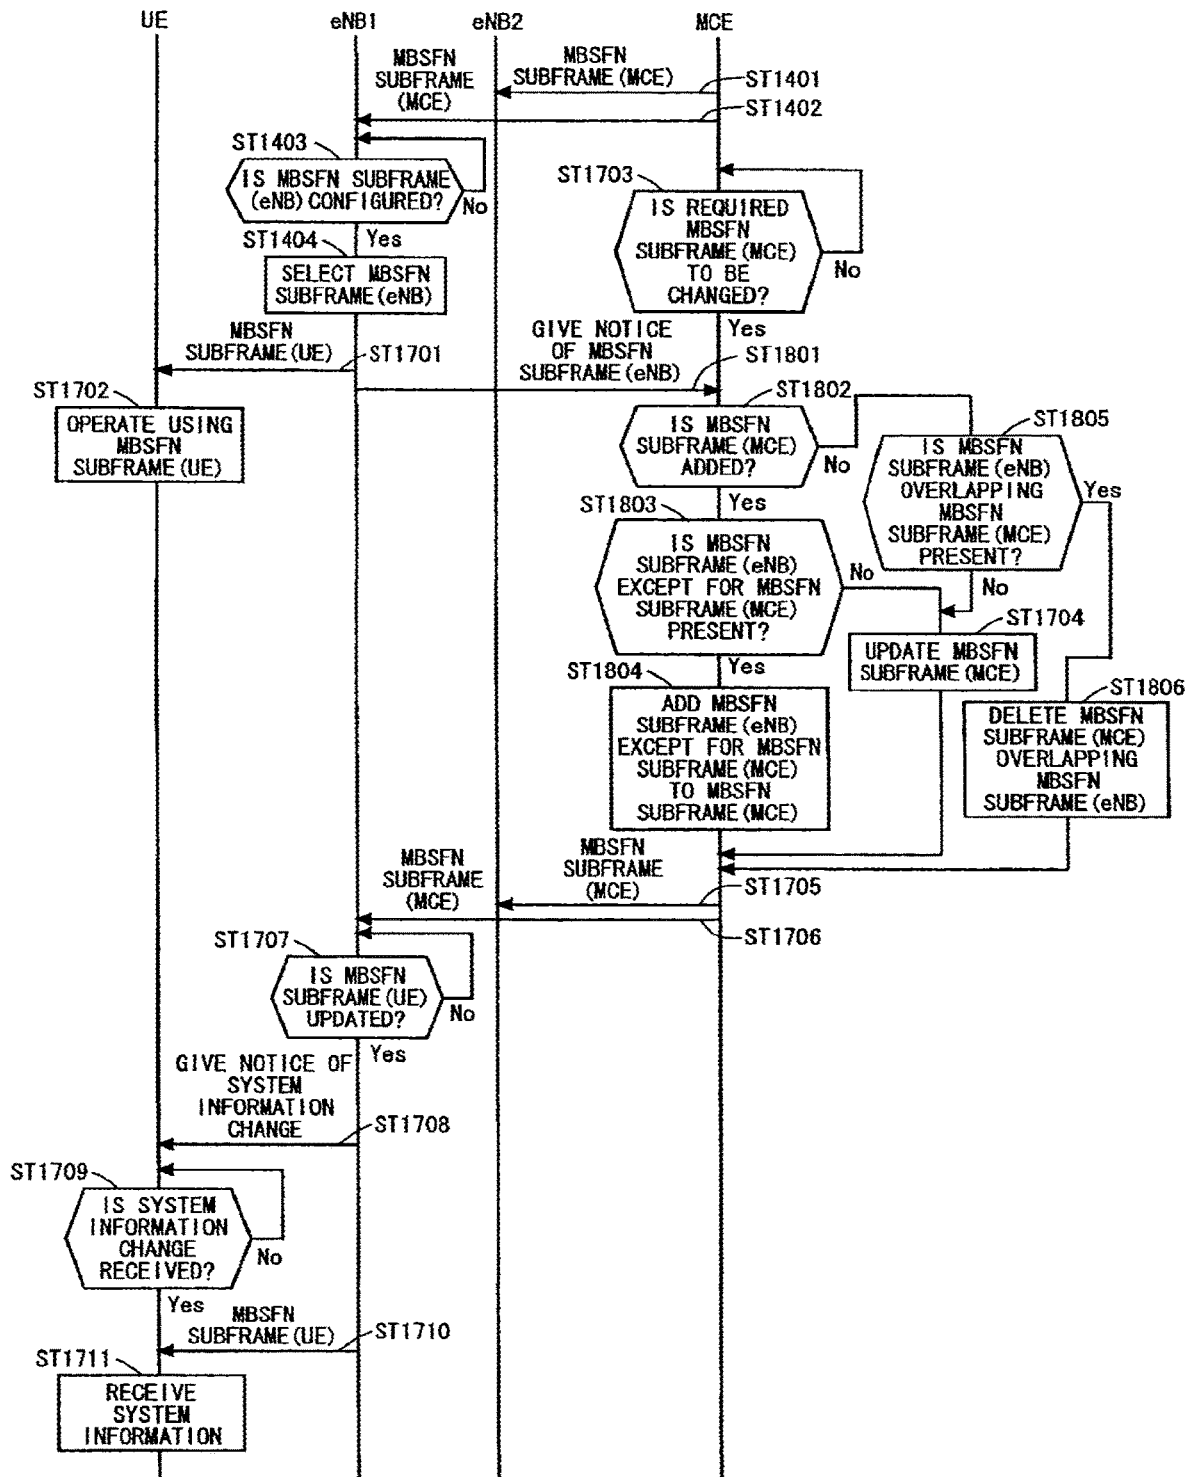 UE
eNB1
eNB2
MCE
MBSFN
SUBFRAME
(MCE)
MBSFN
SUBFRAME(MCE)
ST1401
ST1402
ST1403
IS MBSFN SUBFRAME
(eNB)CONFIGURED?
No
Yes
ST1703
IS REQUIRED
MBSFN
SUBFRAME(MCE)
TO BE
CHANGED?
No
Yes
ST1404
SELECT MBSFN
SUBFRAME(eNB)
MBSFN
SUBFRAME(UE)
ST1701
GIVE NOTICE
OF MBSFN
SUBFRAME(eNB)
ST1801
ST1702
OPERATE USING
MBSFN
SUBFRAME(UE)
ST1802
IS MBSFN
SUBFRAME(MCE)
ADDED?
No
Yes
ST1805
IS MBSFN
SUBFRAME(eNB)
OVERLAPPING
MBSFN
SUBFRAME(MCE)
PRESENT?
Yes
No
ST1803
IS MBSFN
SUBFRAME(eNB)
EXCEPT FOR MBSFN
SUBFRAME(MCE)
PRESENT?
No
Yes
ST1704
UPDATE MBSFN
SUBFRAME(MCE)
ST1804
ADD MBSFN
SUBFRAME(eNB)
EXCEPT FOR MBSFN
SUBFRAME(MCE)
TO MBSFN
SUBFRAME(MCE)
ST1806
DELETE MBSFN
SUBFRAME(MCE)
OVERLAPPING
MBSFN
SUBFRAME(eNB)
MBSFN
SUBFRAME
(MCE)
MBSFN
SUBFRAME
(MCE)
ST1705
ST1706
ST1707
IS MBSFN
SUBFRAME(UE)
UPDATED?
No
Yes
GIVE NOTICE OF
SYSTEM
INFORMATION
CHANGE
ST1708
ST1709
IS SYSTEM
INFORMATION
CHANGE
RECEIVED?
No
Yes
MBSFN
SUBFRAME(UE)
ST1710
ST1711
RECEIVE
SYSTEM
INFORMATION